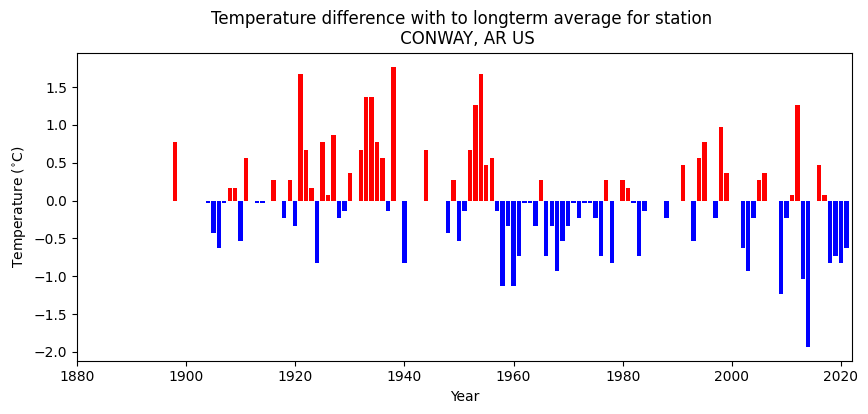 Temperature difference with to longterm average for station
CONWAY, AR US
Temperature (°C)
1.5
1.0
0.5
0.0
−0.5
−1.0
−1.5
−2.0
1880 1900 1920 1940 1960 1980 2000 2020
Year